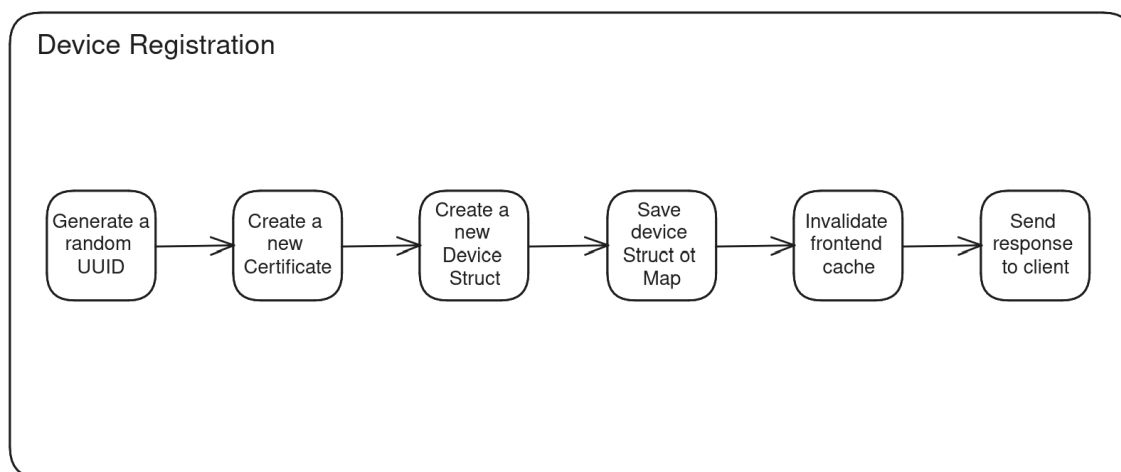 Device Registration
Generate a
random
UUID
Create a
new
Certificate
Create a
new
Device
Struct
Save
device
Struct ot
Map
Invalidate
frontend
cache
Send
response
to client